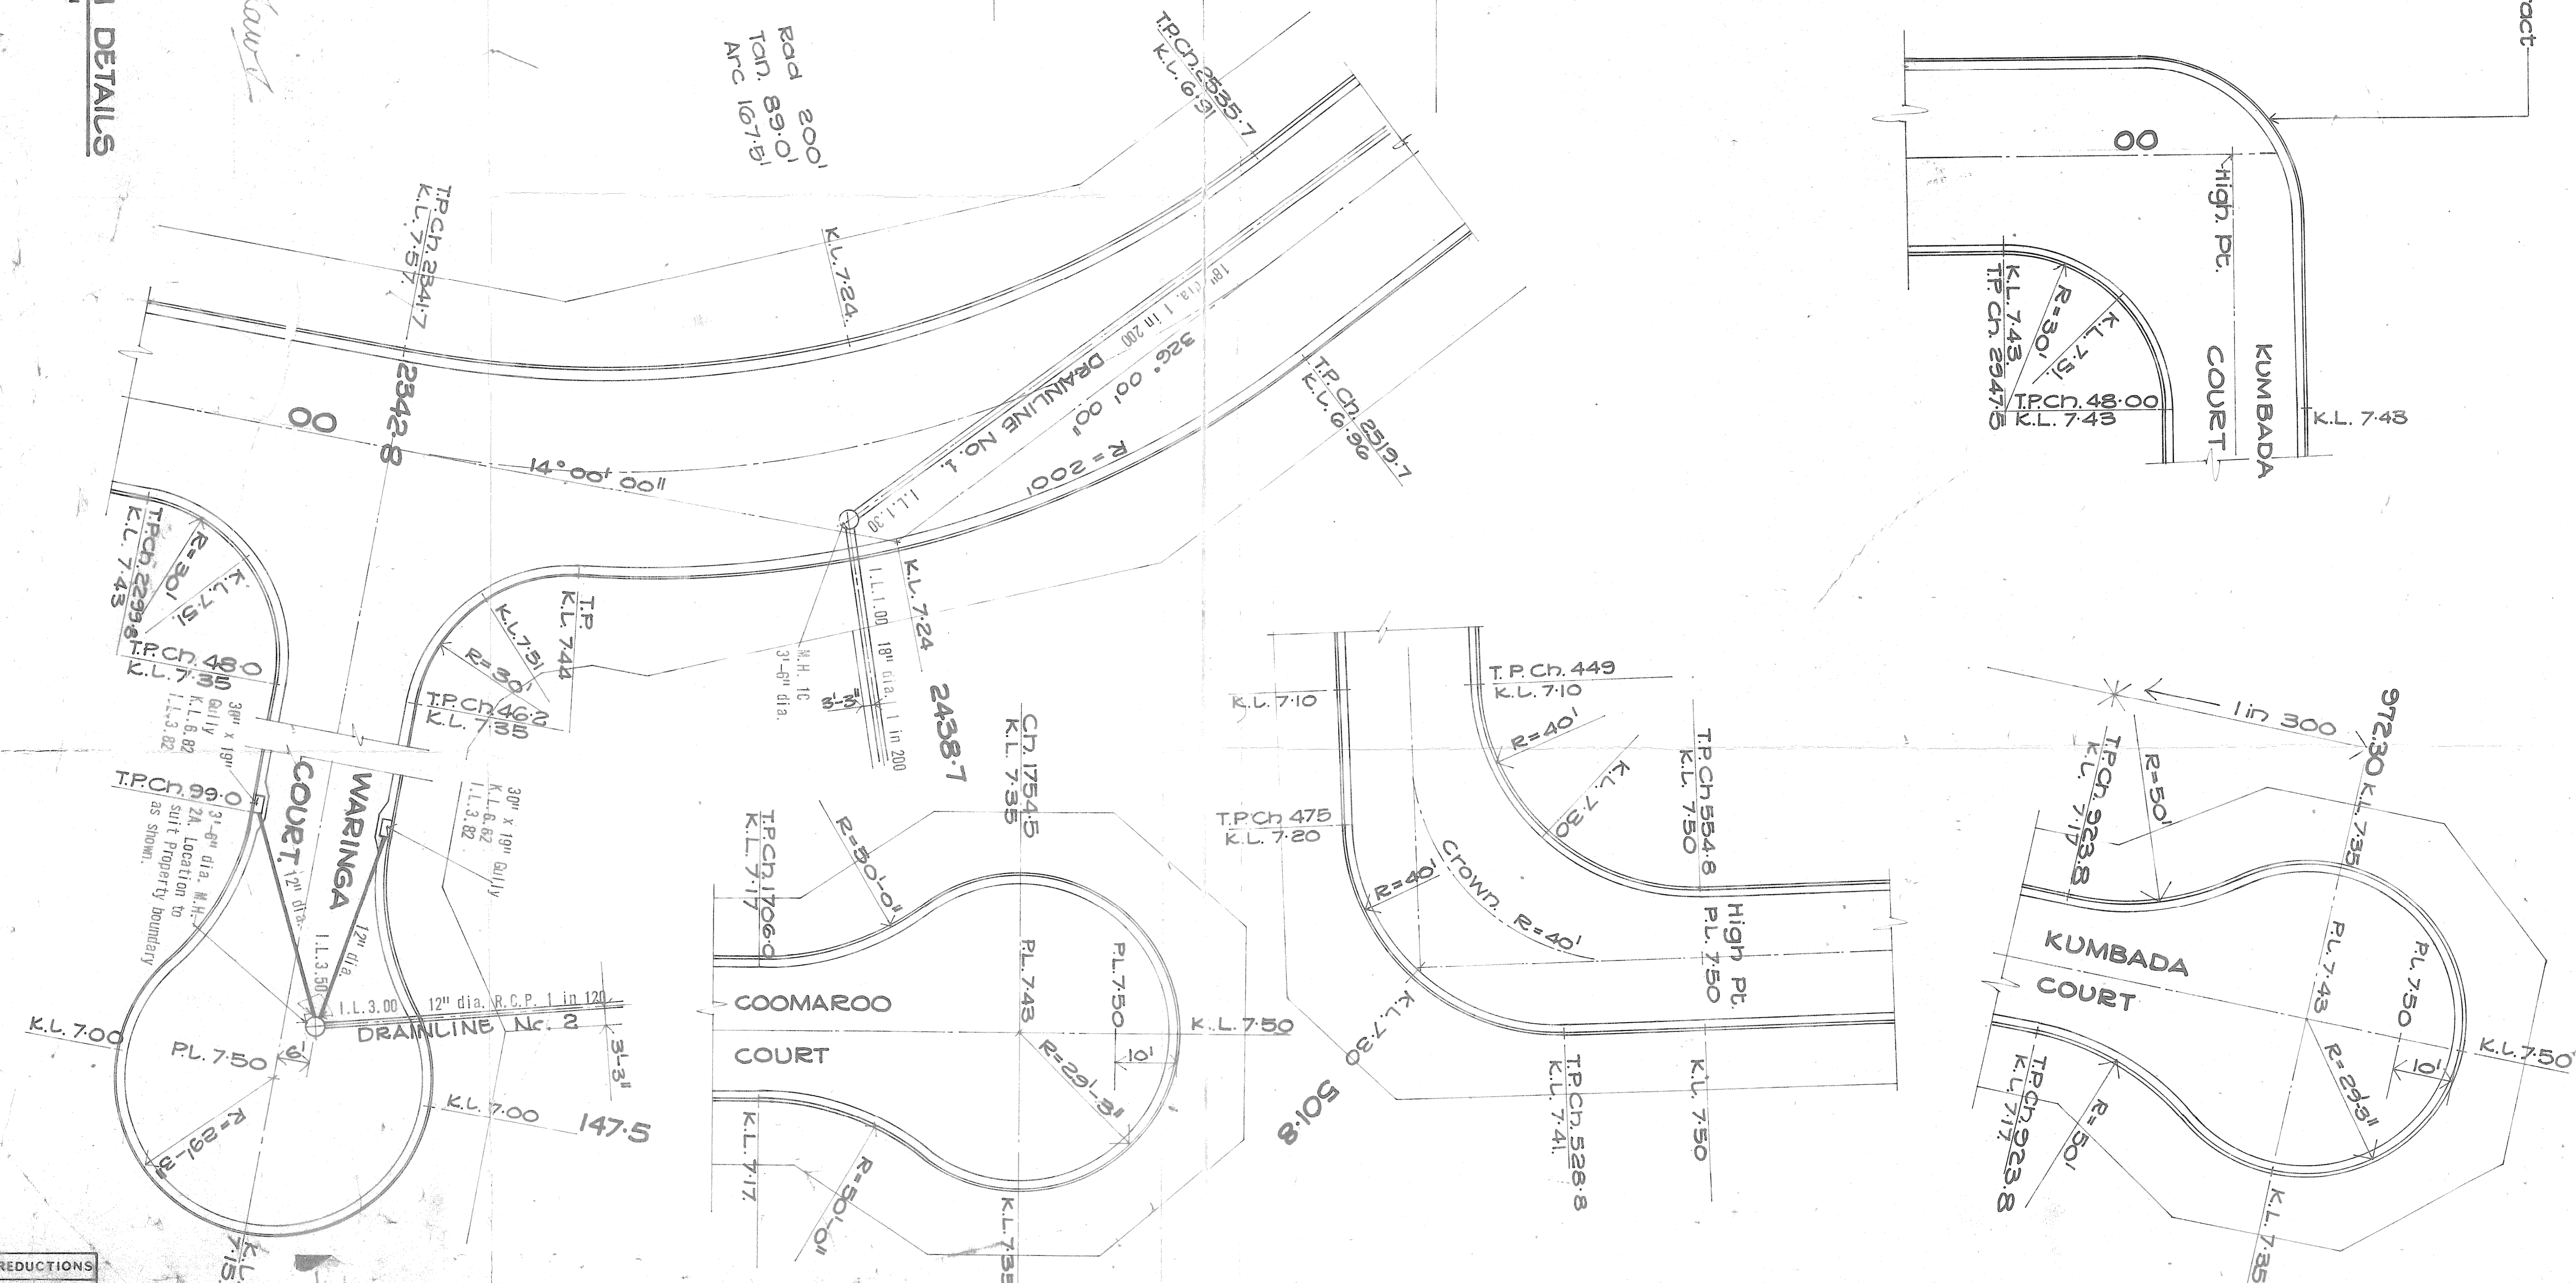 DETAILS
Rad 200'
Tan. 89.0'
Arc 167.51
T.P.Ch. 2535.7
K.L. 6.91
T.P.Ch. 2341.7
K.L. 7.57.
K.L. 7.24.
2342.8
00
14° 00' 00"
18" dia. 1 in 200
DRAINLINE No. 1.
326° 00' 00"
R = 200'
I.L. 1.30
T.P.Ch. 2519.7
K.L. 6.96
T.P.Ch. 2299.8
K.L. 7.43
R=30'
K.L. 7.51.
T.P.Ch. 48.0
K.L. 7.35
T.P.
K.L. 7.44
K.L. 7.51
R=30'
T.P.Ch. 46.2
K.L. 7.35
I.L. 1.00 18" dia. 1 in 200
M.H. 1C
3'-6" dia.
3'-3"
K.L. 7.24
2438.7
Gully
K.L. 6.82
I.L. 3.82
T.P.Ch. 99.0
30" x 19" Gully
K.L. 6.82
I.L. 3.82
3'-6" dia. M.H.
2A. Location to
suit Property boundary
as shown.
WARINGA
COURT.
12" dia.
12" dia.
I.L. 3.50
I.L. 3.00
12" dia. R.C.P. 1 in 120
DRAINLINE No. 2
3'-3"
K.L. 7.00
P.L. 7.50
6'
R=29'-3"
K.L. 7.00
147.5
K.L.
7.15
REDUCTIONS
Ch. 1754.5
K.L. 7.35
T.P.Ch. 1706.0
K.L. 7.17
R=50'-0"
P.L. 7.43
P.L. 7.50
COOMAROO
COURT
K.L. 7.50
10'
R=29'-3"
K.L. 7.17.
R=50'-0"
K.L. 7.35
T.P.Ch. 449
K.L. 7.10
K.L. 7.10
R=40'
K.L. 7.30
T.P.Ch 554.8
K.L. 7.50
T.P.Ch 475
K.L. 7.20
R=40'
Crown. R=40'
High Pt.
P.L. 7.50
K.L. 7.30
501.8
T.P.Ch. 528.8
K.L. 7.41.
K.L. 7.50
00
High. Pt.
K.L. 7.43.
T.P. Ch. 2947.5
R=30'
K.L. 7.51.
T.P.Ch. 48.00
K.L. 7.43
KUMBADA
COURT
K.L. 7.43
1 in 300
972.30
K.L. 7.35
T.P.Ch. 923.8
K.L. 7.17
R=50'
KUMBADA
COURT
P.L. 7.43
P.L. 7.50
K.L. 7.50
10'
R=29'-3"
T.P.Ch. 923.8
K.L. 7.17.
R=50'
K.L. 7.35